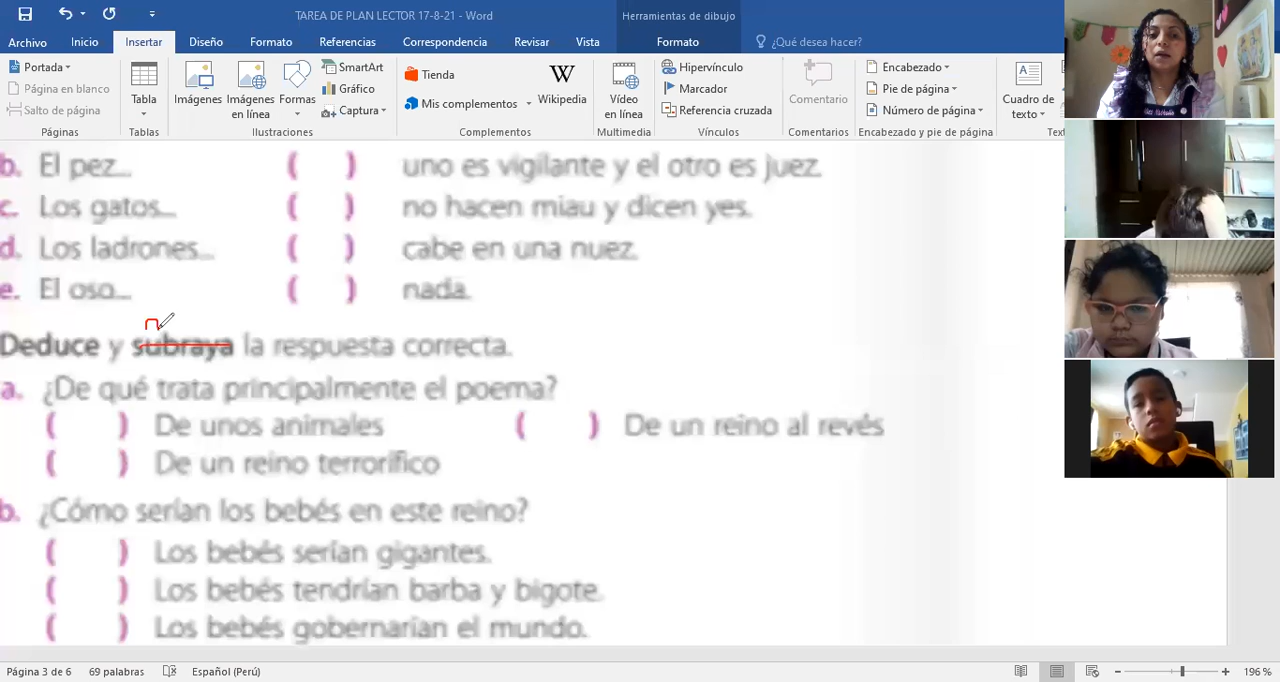 TAREA DE PLAN LECTOR 17-8-21 - Word
Herramientas de dibujo
Archivo Inicio Insertar Diseño Formato Referencias Correspondencia Revisar Vista Formato ¿Qué desea hacer?
Portada SmartArt Tienda Hipervínculo Encabezado
Página en blanco Tabla Imágenes Imágenes en línea Formas Gráfico Mis complementos Wikipedia Vídeo en línea Marcador Comentario Pie de página Cuadro de texto
Salto de página Captura Referencia cruzada Número de página
Páginas Tablas Ilustraciones Complementos Multimedia Vínculos Comentarios Encabezado y pie de página Text
b. El pez... ( ) uno es vigilante y el otro es juez.
c. Los gatos... ( ) no hacen miau y dicen yes.
d. Los ladrones... ( ) cabe en una nuez.
e. El oso... ( ) nada.
Deduce y subraya la respuesta correcta.
a. ¿De qué trata principalmente el poema?
( ) De unos animales ( ) De un reino al revés
( ) De un reino terrorífico
b. ¿Cómo serían los bebés en este reino?
( ) Los bebés serían gigantes.
( ) Los bebés tendrían barba y bigote.
( ) Los bebés gobernarían el mundo.
Página 3 de 6 69 palabras Español (Perú) 196 %